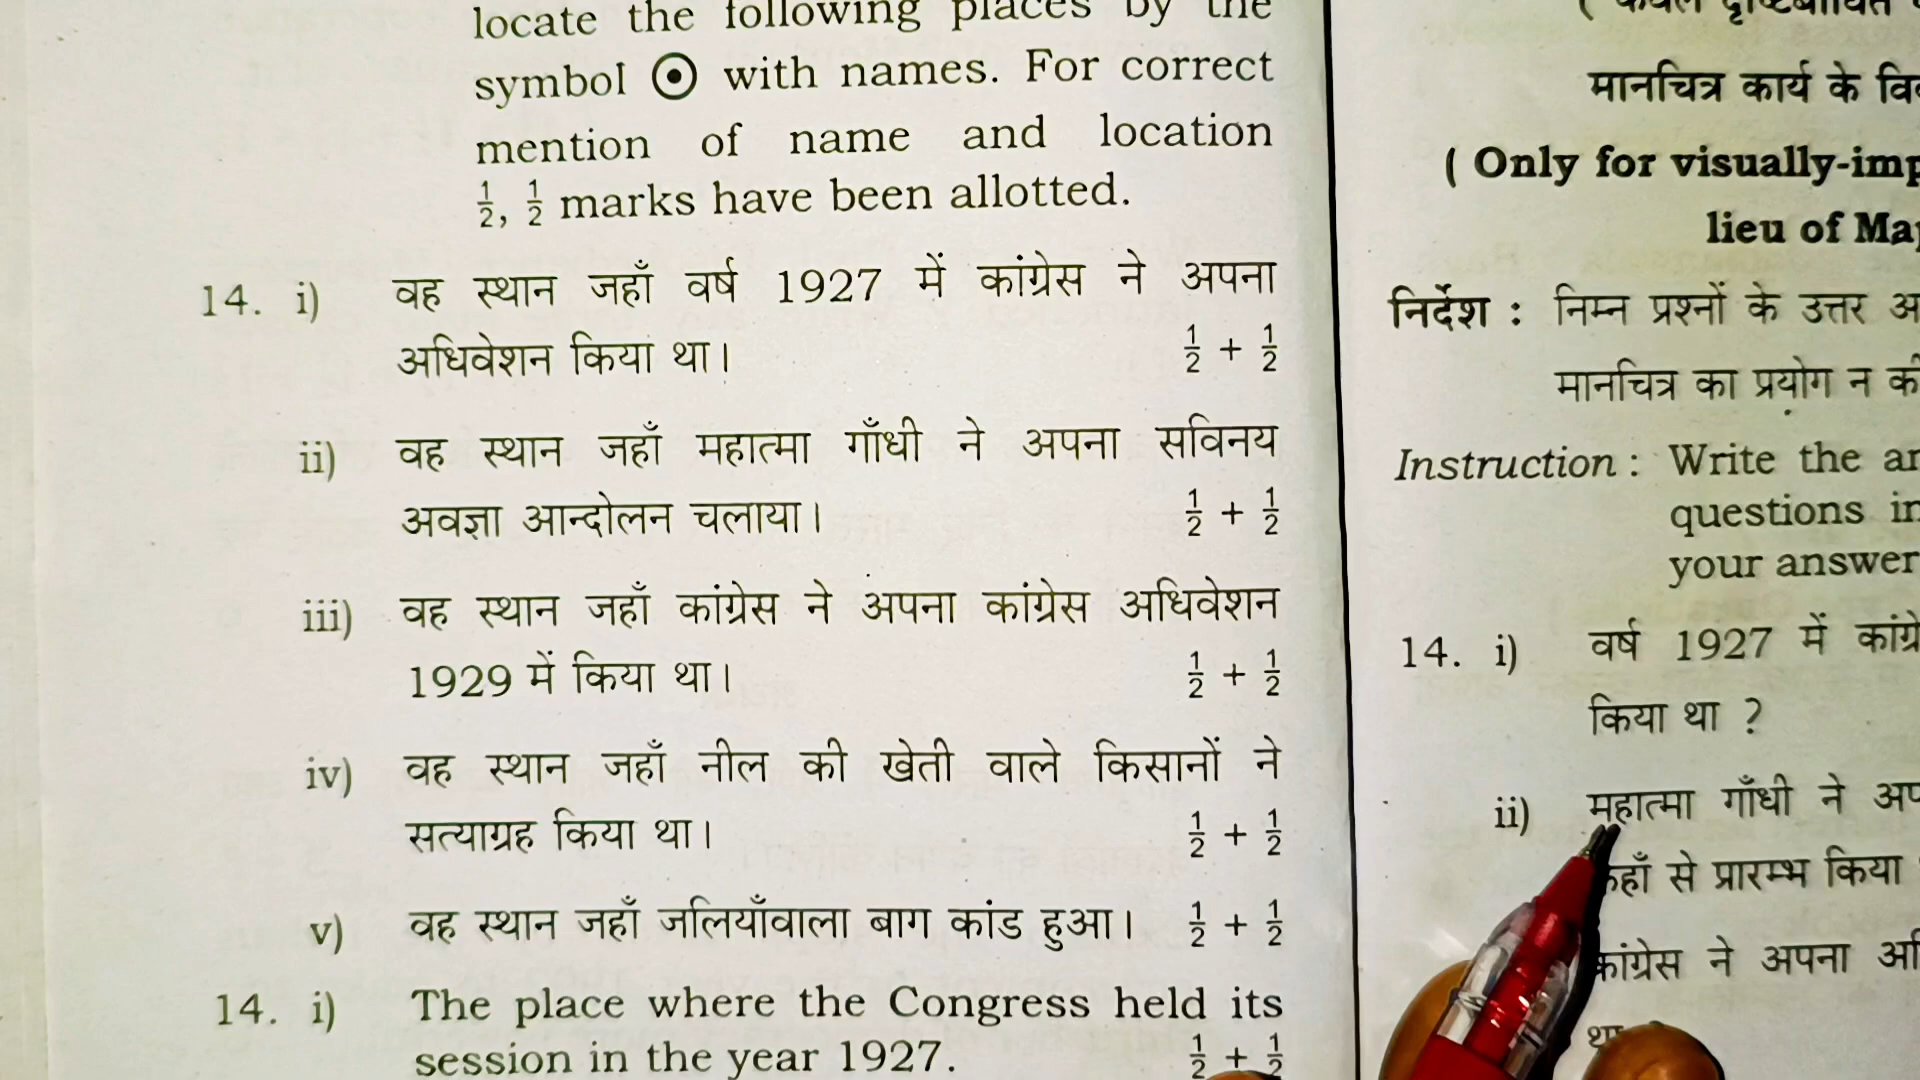 locate the following places by the
symbol ⊙ with names. For correct
mention of name and location
½, ½ marks have been allotted.
14. i) वह स्थान जहाँ वर्ष 1927 में कांग्रेस ने अपना
अधिवेशन किया था। ½ + ½
ii) वह स्थान जहाँ महात्मा गाँधी ने अपना सविनय
अवज्ञा आन्दोलन चलाया। ½ + ½
iii) वह स्थान जहाँ कांग्रेस ने अपना कांग्रेस अधिवेशन
1929 में किया था। ½ + ½
iv) वह स्थान जहाँ नील की खेती वाले किसानों ने
सत्याग्रह किया था। ½ + ½
v) वह स्थान जहाँ जलियाँवाला बाग कांड हुआ। ½ + ½
14. i) The place where the Congress held its
session in the year 1927. ½ + ½
मानचित्र कार्य के
( Only for
lieu of
निर्देश : निम्न प्रश्नों के उत्तर
मानचित्र का प्रयोग न
Instruction : Write the
questions
your
14. i) वर्ष 1927 में
किया था ?
ii) महात्मा गाँधी ने
कहाँ से प्रारम्भ किया
कांग्रेस ने अपना